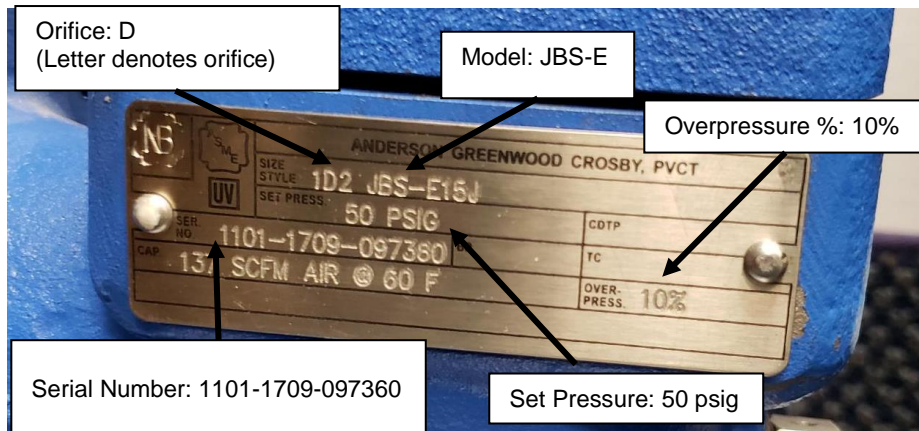 Orifice: D
(Letter denotes orifice)
Model: JBS-E
Overpressure %: 10%
NB
SME
UV
ANDERSON GREENWOOD CROSBY, PVCT
SIZE
STYLE 1D2 JBS-E15J
SET PRESS.
50 PSIG
CDTP
SER.
NO. 1101-1709-097360
TC
CAP. 137 SCFM AIR @ 60 F
OVER-
PRESS. 10%
Serial Number: 1101-1709-097360
Set Pressure: 50 psig